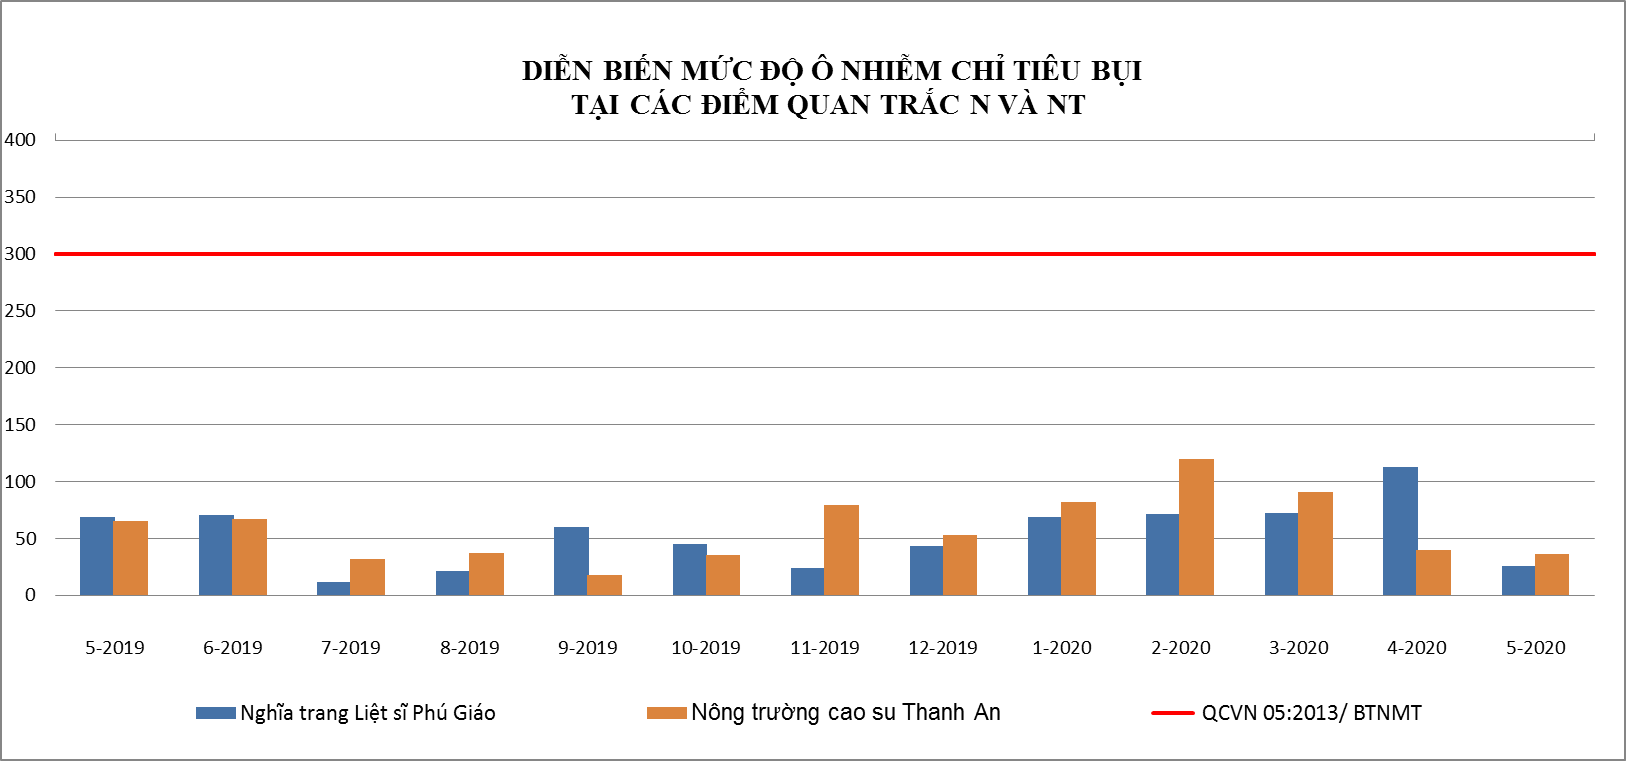 DIỄN BIẾN MỨC ĐỘ Ô NHIỄM CHỈ TIÊU BỤI
TẠI CÁC ĐIỂM QUAN TRẮC N VÀ NT
400
350
300
250
200
150
100
50
0
5-2019 6-2019 7-2019 8-2019 9-2019 10-2019 11-2019 12-2019 1-2020 2-2020 3-2020 4-2020 5-2020
Nghĩa trang Liệt sĩ Phú Giáo Nông trường cao su Thanh An QCVN 05:2013/ BTNMT